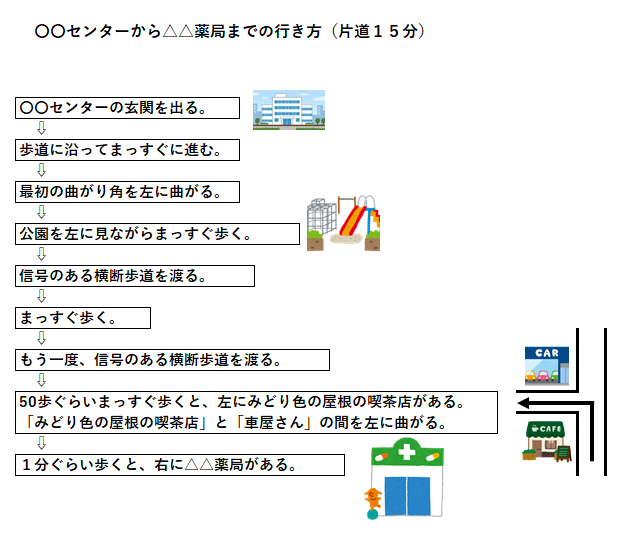 〇〇センターから△△薬局までの行き方（片道１５分）
〇〇センターの玄関を出る。
⇩
歩道に沿ってまっすぐに進む。
⇩
最初の曲がり角を左に曲がる。
⇩
公園を左に見ながらまっすぐ歩く。
⇩
信号のある横断歩道を渡る。
⇩
まっすぐ歩く。
⇩
もう一度、信号のある横断歩道を渡る。
⇩
50歩ぐらいまっすぐ歩くと、左にみどり色の屋根の喫茶店がある。
「みどり色の屋根の喫茶店」と「車屋さん」の間を左に曲がる。
⇩
１分ぐらい歩くと、右に△△薬局がある。
CAR
CAFE